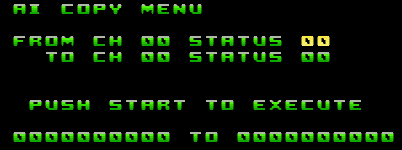 AI COPY MENU
FROM CH 00 STATUS 00
TO CH 00 STATUS 00
PUSH START TO EXECUTE
0000000000 TO 0000000000